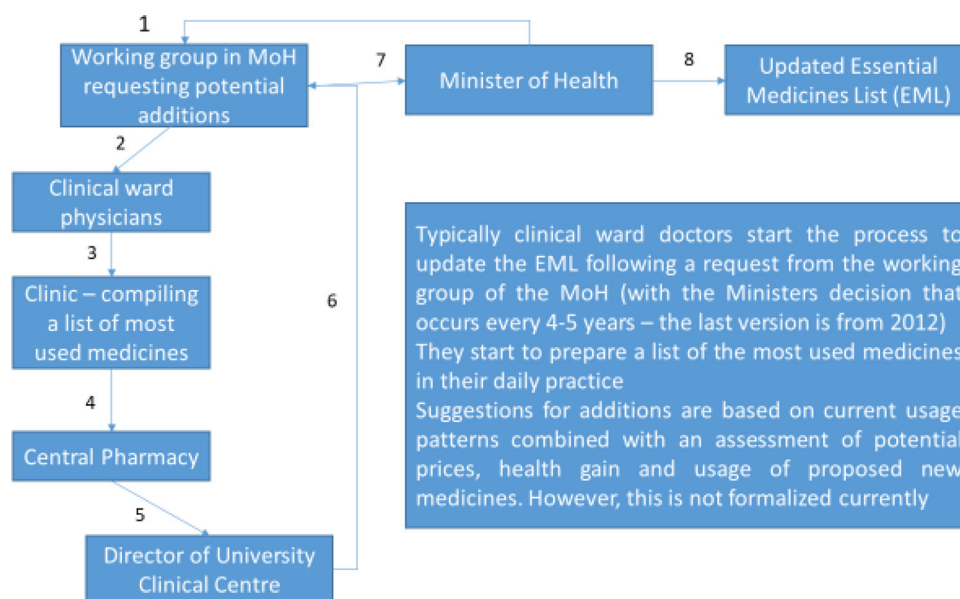 1
Working group in MoH
requesting potential
additions
7
Minister of Health
8
Updated Essential
Medicines List (EML)
2
Clinical ward
physicians
3
Clinic – compiling
a list of most
used medicines
6
4
Central Pharmacy
5
Director of University
Clinical Centre
Typically clinical ward doctors start the process to
update the EML following a request from the working
group of the MoH (with the Ministers decision that
occurs every 4-5 years – the last version is from 2012)
They start to prepare a list of the most used medicines
in their daily practice
Suggestions for additions are based on current usage
patterns combined with an assessment of potential
prices, health gain and usage of proposed new
medicines. However, this is not formalized currently